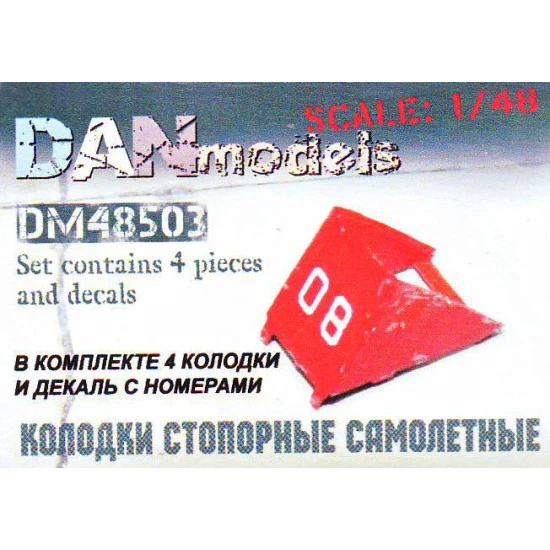 SCALE: 1/48
DANmodels
DM48503
Set contains 4 pieces
and decals
08
В КОМПЛЕКТЕ 4 КОЛОДКИ
И ДЕКАЛЬ С НОМЕРАМИ
КОЛОДКИ СТОПОРНЫЕ САМОЛЕТНЫЕ